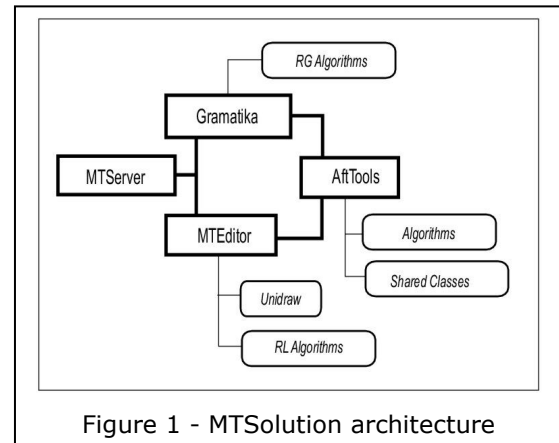 RG Algorithms
Gramatika
MTServer
AftTools
MTEditor
Algorithms
Unidraw
Shared Classes
RL Algorithms
Figure 1 - MTSolution architecture